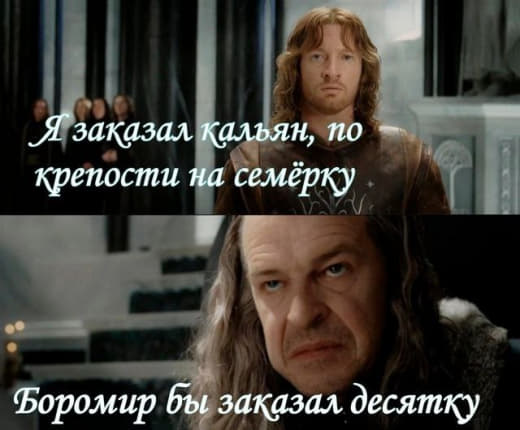 Я заказал кальян, по
крепости на семёрку
Боромир бы заказал десятку